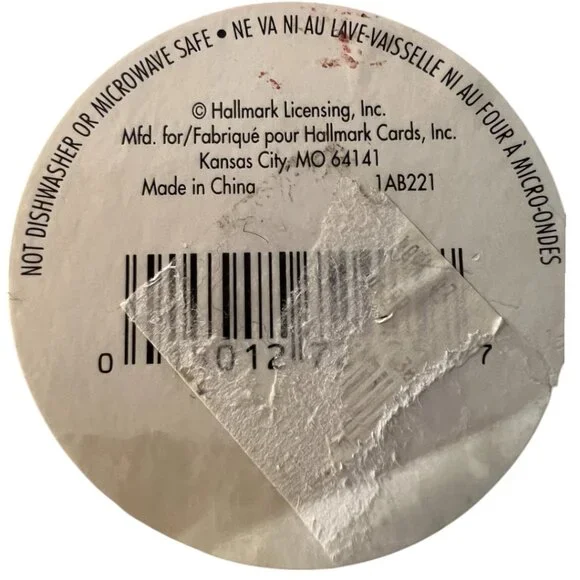 NOT DISHWASHER OR MICROWAVE SAFE • NE VA NI AU LAVE-VAISSELLE NI AU FOUR À MICRO-ONDES
© Hallmark Licensing, Inc.
Mfd. for/Fabriqué pour Hallmark Cards, Inc.
Kansas City, MO 64141
Made in China 1AB221
0 012 7 7